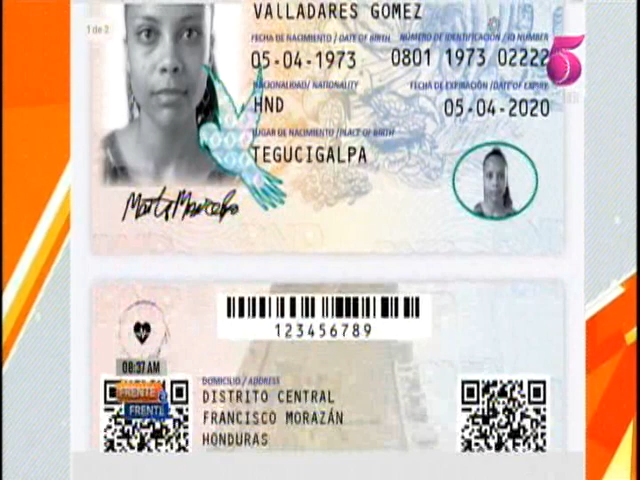 1 de 2
VALLADARES GOMEZ
FECHA DE NACIMIENTO / DATE OF BIRTH
NÚMERO DE IDENTIFICACIÓN / ID NUMBER
05-04-1973
0801 1973 02222
5
NACIONALIDAD / NATIONALITY
FECHA DE EXPIRACIÓN / DATE OF EXPIRY
HND
05-04-2020
LUGAR DE NACIMIENTO / PLACE OF BIRTH
TEGUCIGALPA
123456789
08:37AM
FRENTE a
FRENTE
DOMICILIO / ADDRESS
DISTRITO CENTRAL
FRANCISCO MORAZÁN
HONDURAS